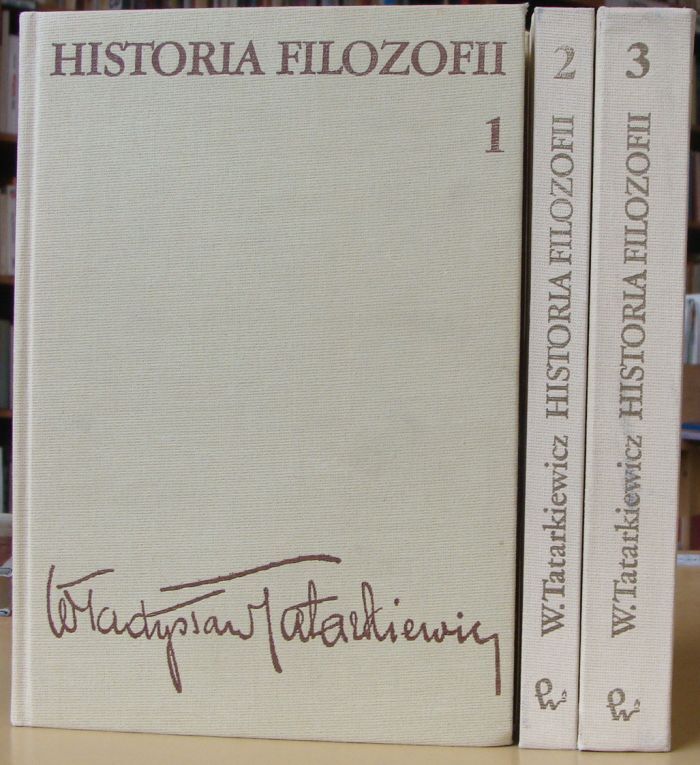 HISTORIA FILOZOFII
1
Władysław Tatarkiewicz
2
W. Tatarkiewicz HISTORIA FILOZOFII
3
W. Tatarkiewicz HISTORIA FILOZOFII